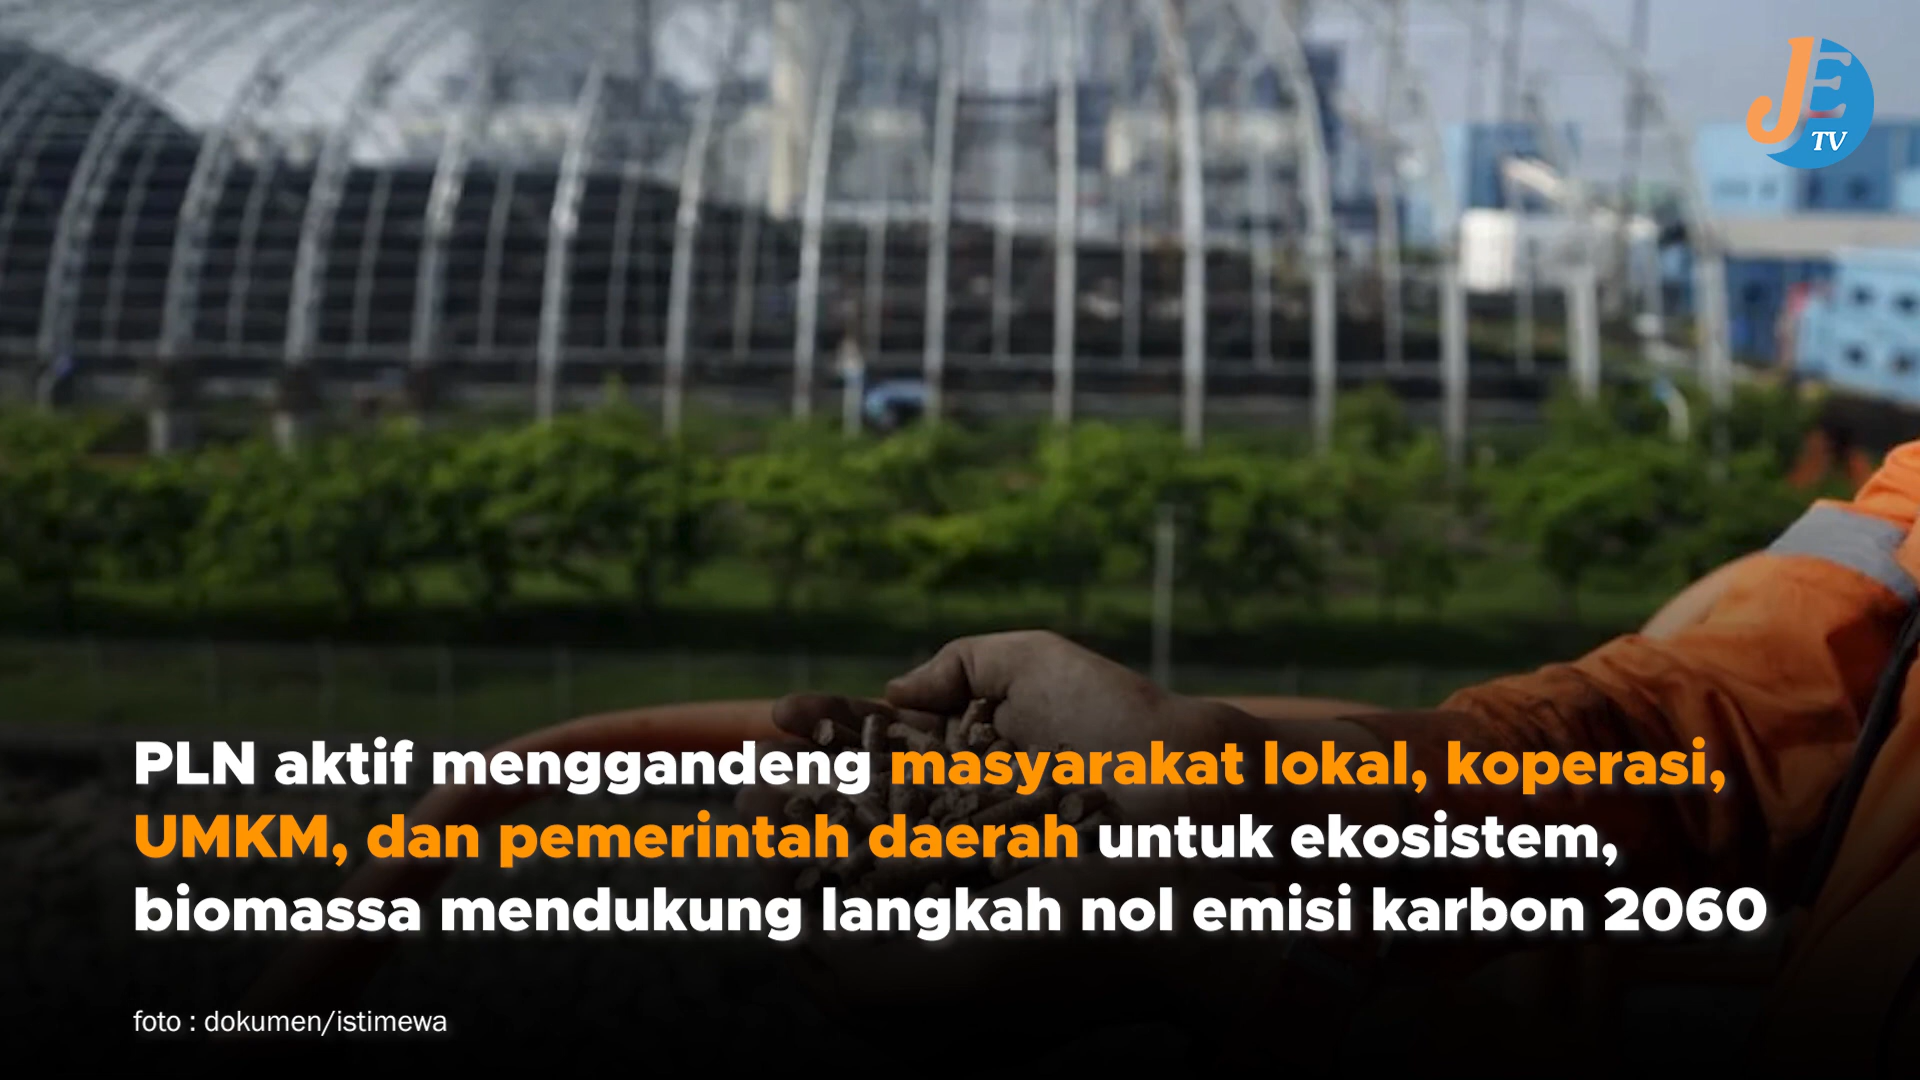 JE
TV
PLN aktif menggandeng masyarakat lokal, koperasi,
UMKM, dan pemerintah daerah untuk ekosistem,
biomassa mendukung langkah nol emisi karbon 2060
foto : dokumen/istimewa